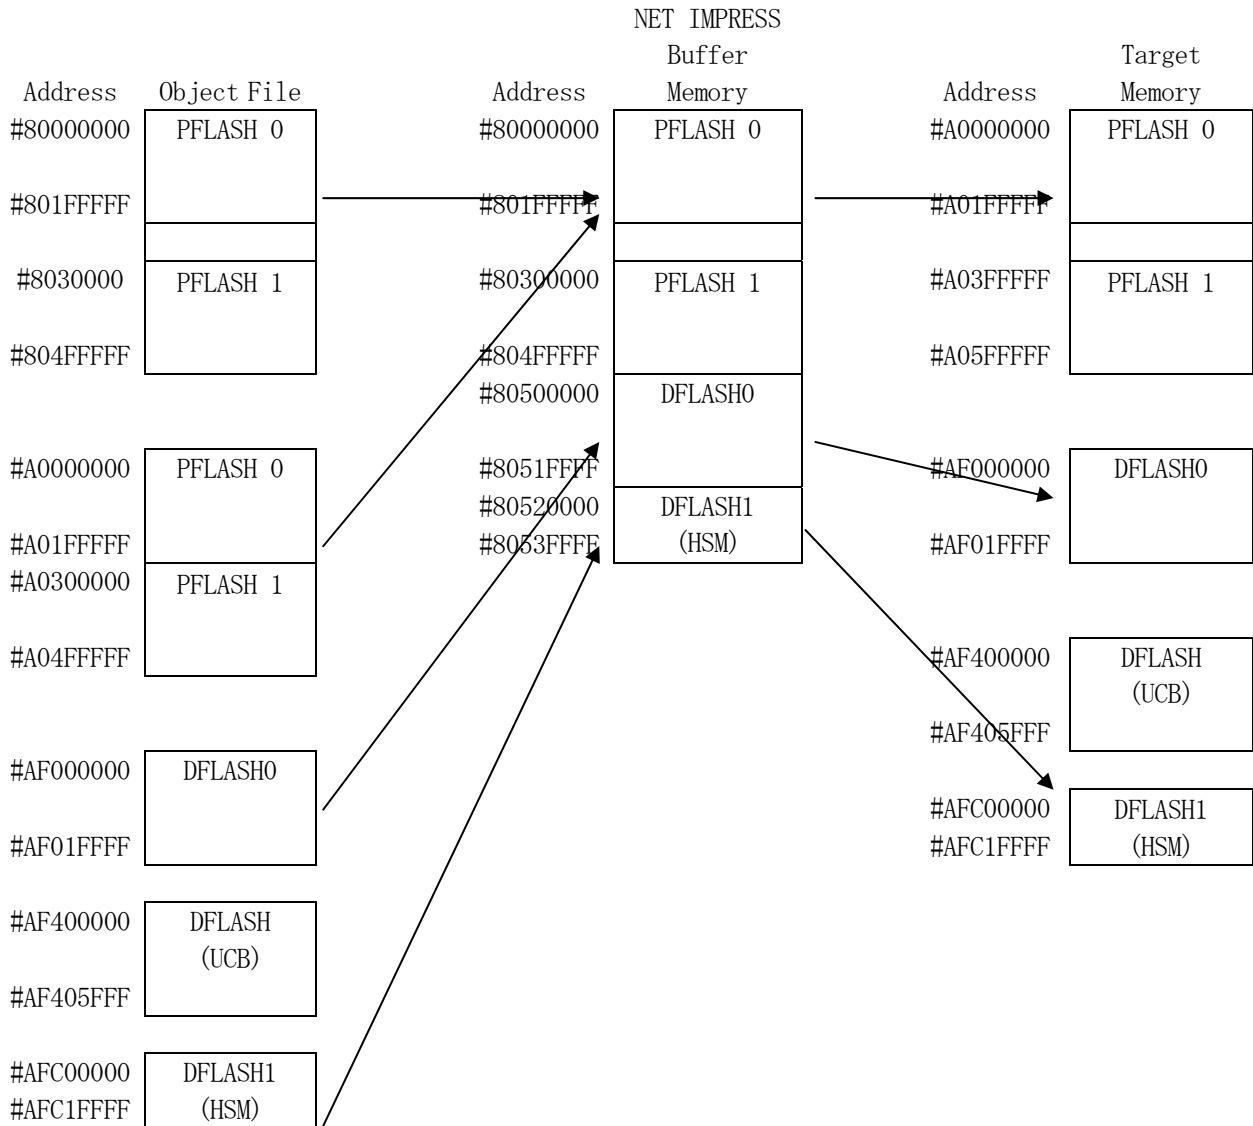 NET IMPRESS
Buffer
Memory
Target
Memory
Address Object File Address Address
#80000000 PFLASH 0 #80000000 PFLASH 0 #A0000000 PFLASH 0
#801FFFFF #801FFFFF #A01FFFFF
#8030000 PFLASH 1 #80300000 PFLASH 1 #A03FFFFF PFLASH 1
#804FFFFF #804FFFFF #A05FFFFF
#80500000 DFLASH0
#A0000000 PFLASH 0 #8051FFFF #AF000000 DFLASH0
#80520000 DFLASH1
#A01FFFFF #8053FFFF (HSM) #AF01FFFF
#A0300000 PFLASH 1
#A04FFFFF #AF400000 DFLASH
(UCB)
#AF405FFF
#AF000000 DFLASH0
#AFC00000 DFLASH1
#AF01FFFF #AFC1FFFF (HSM)
#AF400000 DFLASH
(UCB)
#AF405FFF
#AFC00000 DFLASH1
#AFC1FFFF (HSM)